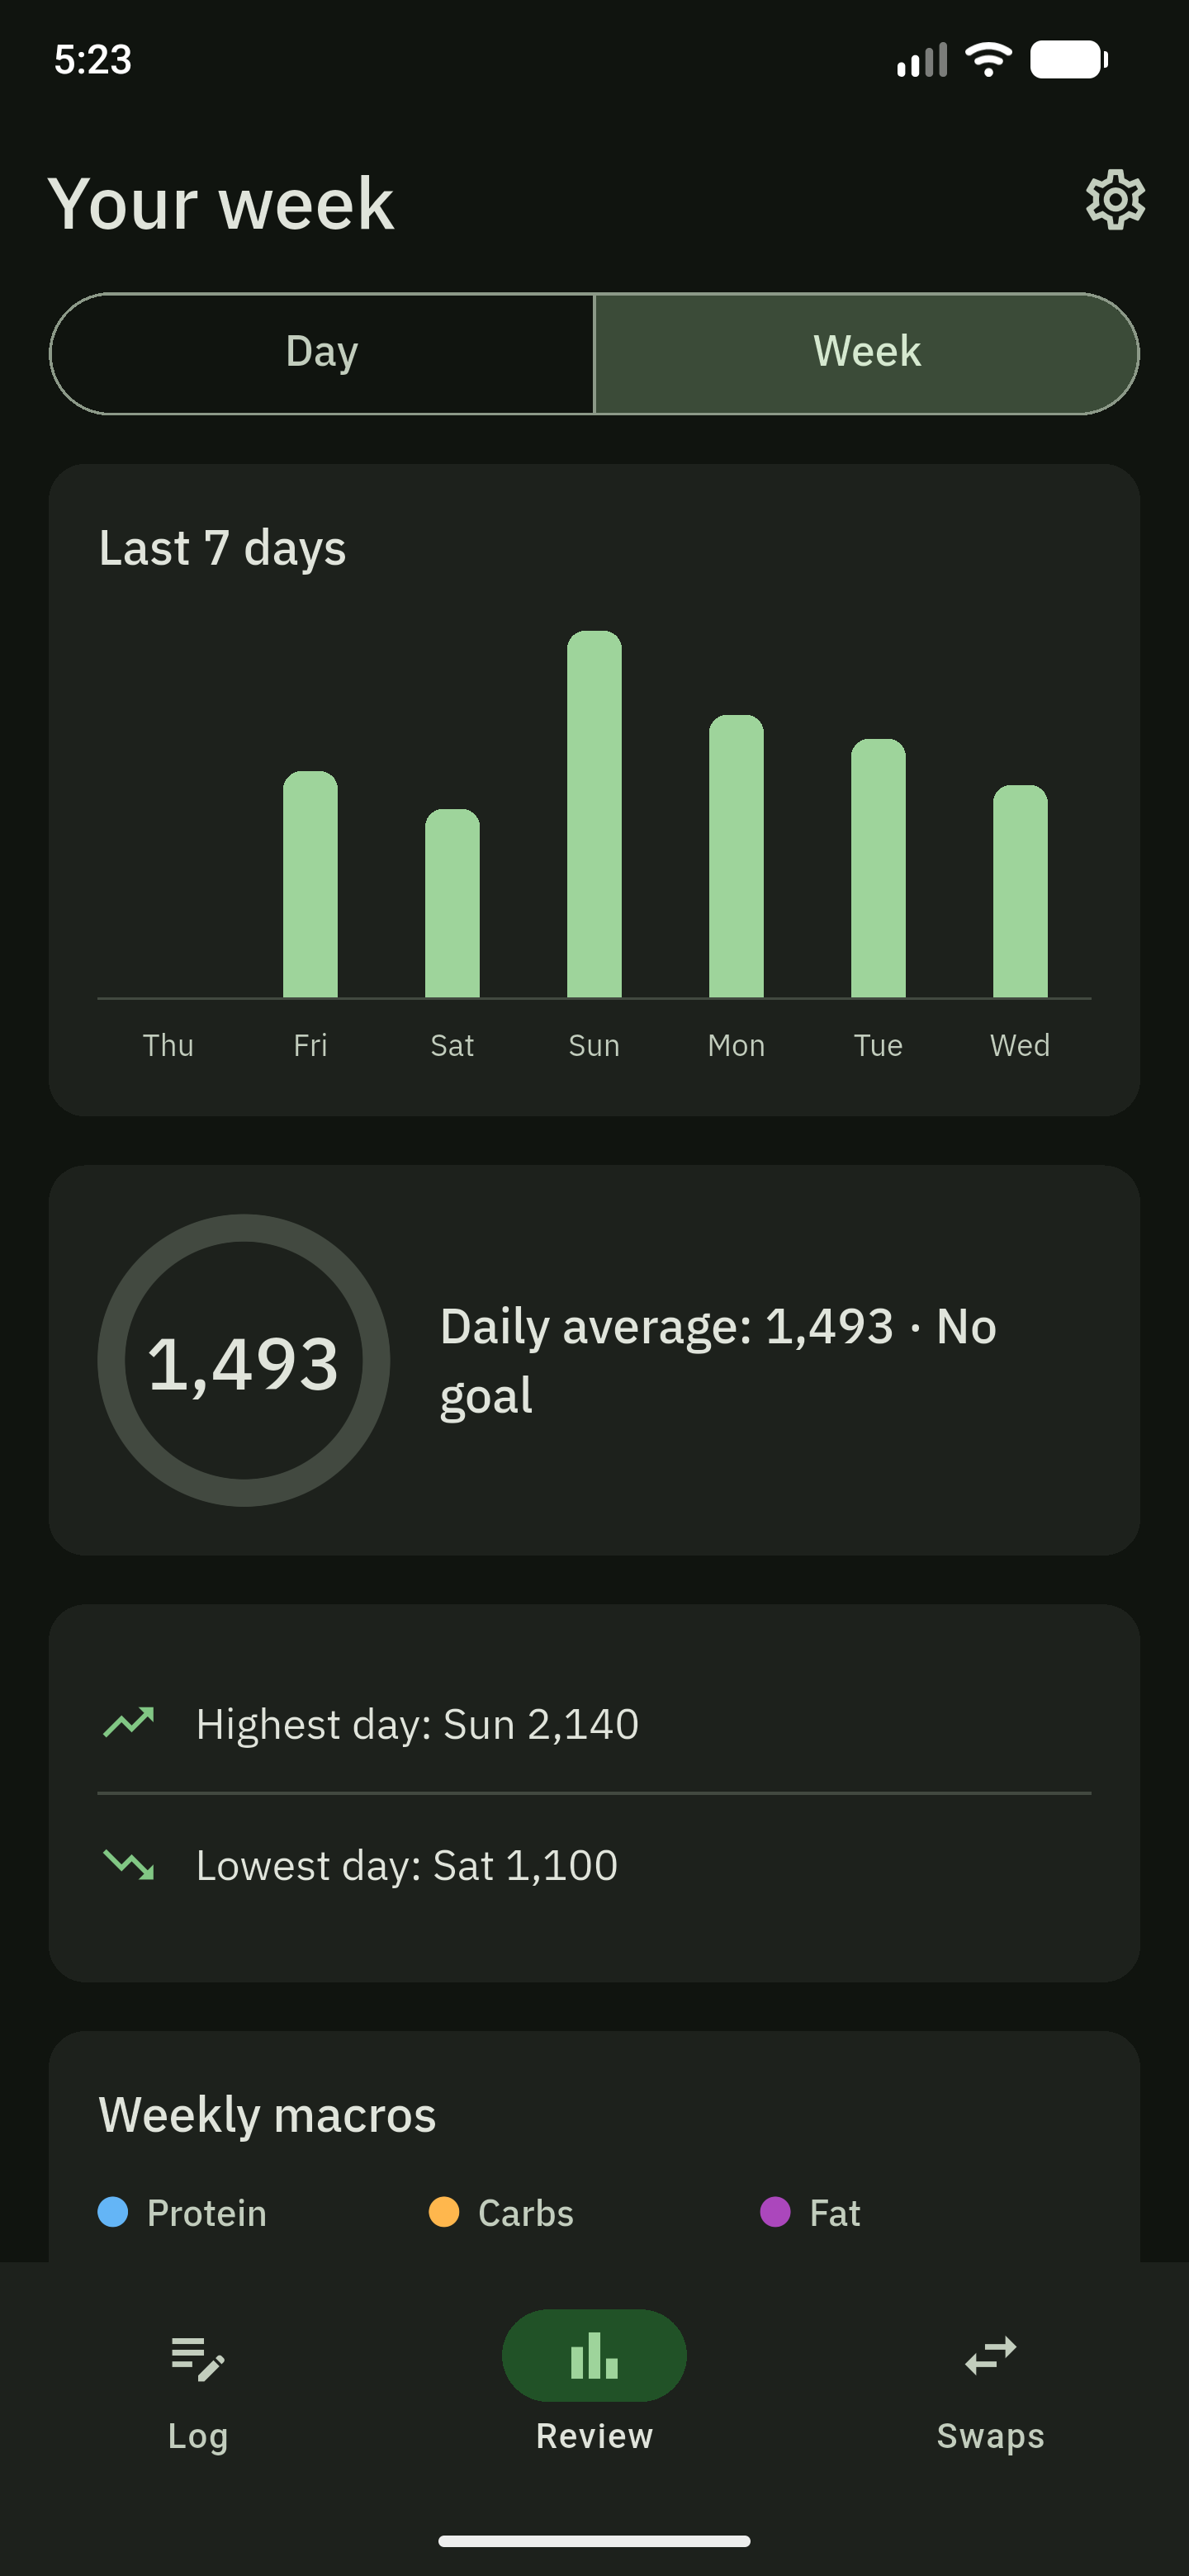 5:23
Your week
Day
Week
Last 7 days
Thu
Fri
Sat
Sun
Mon
Tue
Wed
1,493
Daily average: 1,493 · No
goal
Highest day: Sun 2,140
Lowest day: Sat 1,100
Weekly macros
Protein
Carbs
Fat
Log
Review
Swaps